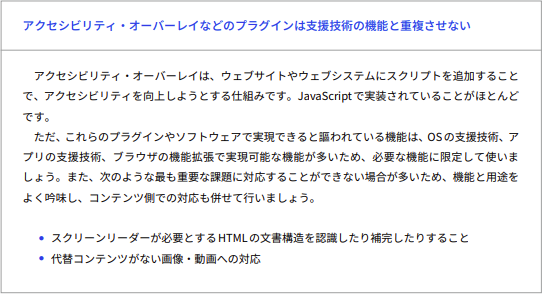 アクセシビリティ・オーバーレイなどのプラグインは支援技術の機能と重複させない
アクセシビリティ・オーバーレイは、ウェブサイトやウェブシステムにスクリプトを追加すること
で、アクセシビリティを向上しようとする仕組みです。JavaScriptで実装されていることがほとんど
です。
ただ、これらのプラグインやソフトウェアで実現できると謳われている機能は、OSの支援技術、ア
プリの支援技術、ブラウザの機能拡張で実現可能な機能が多いため、必要な機能に限定して使いま
しょう。また、次のような最も重要な課題に対応することができない場合が多いため、機能と用途を
よく吟味し、コンテンツ側での対応も併せて行いましょう。
• スクリーンリーダーが必要とするHTMLの文書構造を認識したり補完したりすること
• 代替コンテンツがない画像・動画への対応